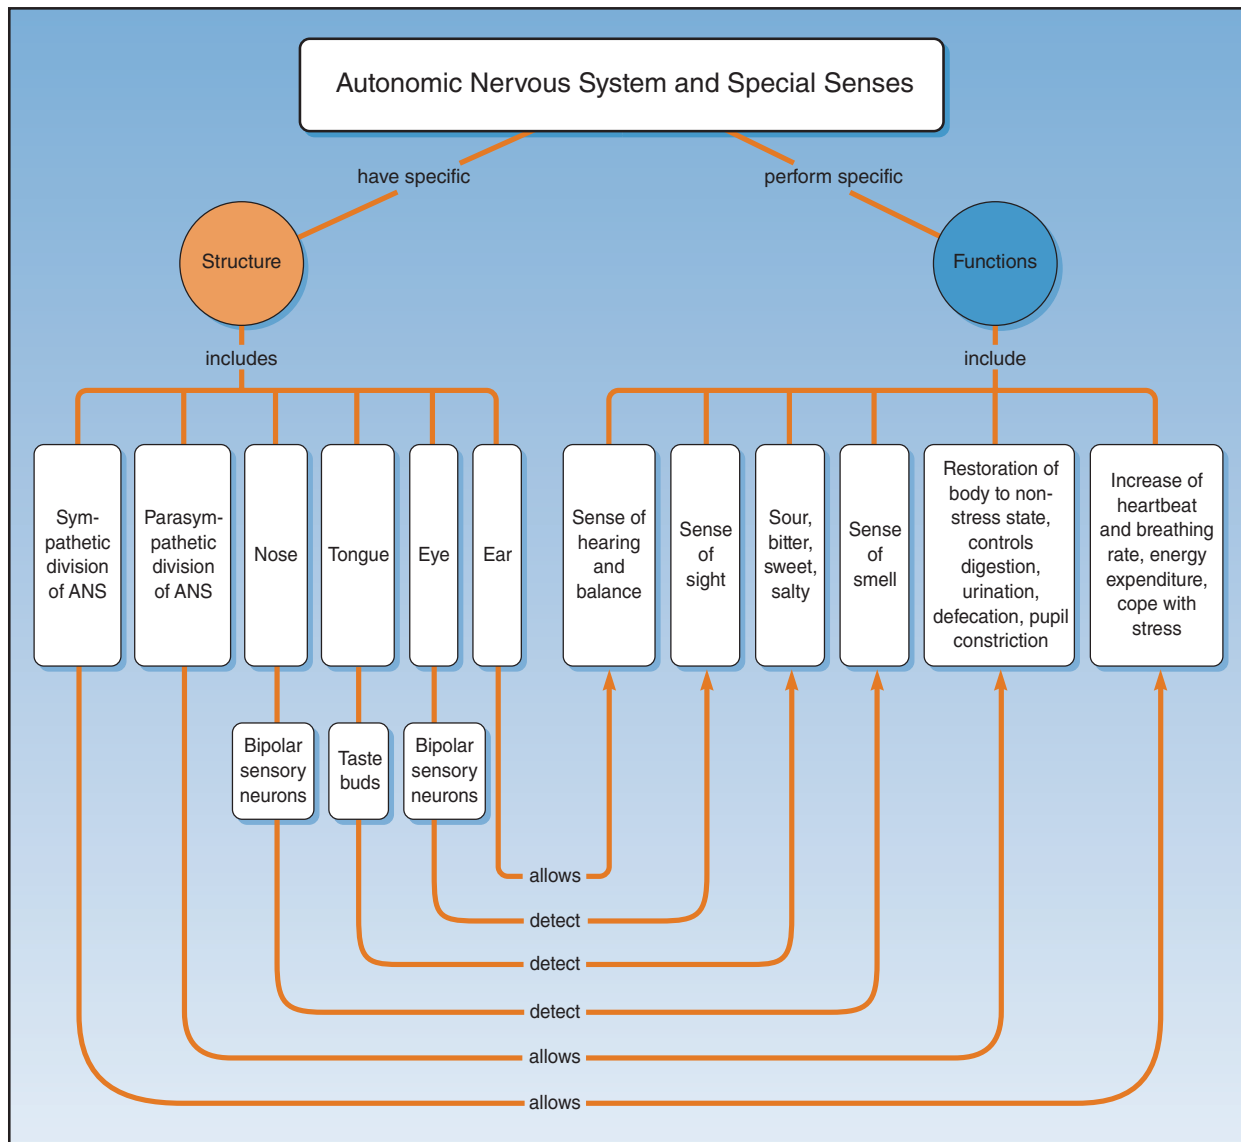 Autonomic Nervous System and Special Senses
have specific
perform specific
Structure
Functions
includes
include
Sym-
pathetic
division
of ANS
Parasym-
pathetic
division
of ANS
Nose
Tongue
Eye
Ear
Sense of
hearing
and
balance
Sense
of
sight
Sour,
bitter,
sweet,
salty
Sense
of
smell
Restoration of
body to non-
stress state,
controls
digestion,
urination,
defecation, pupil
constriction
Increase of
heartbeat
and breathing
rate, energy
expenditure,
cope with
stress
Bipolar
sensory
neurons
Taste
buds
Bipolar
sensory
neurons
allows
detect
detect
detect
allows
allows